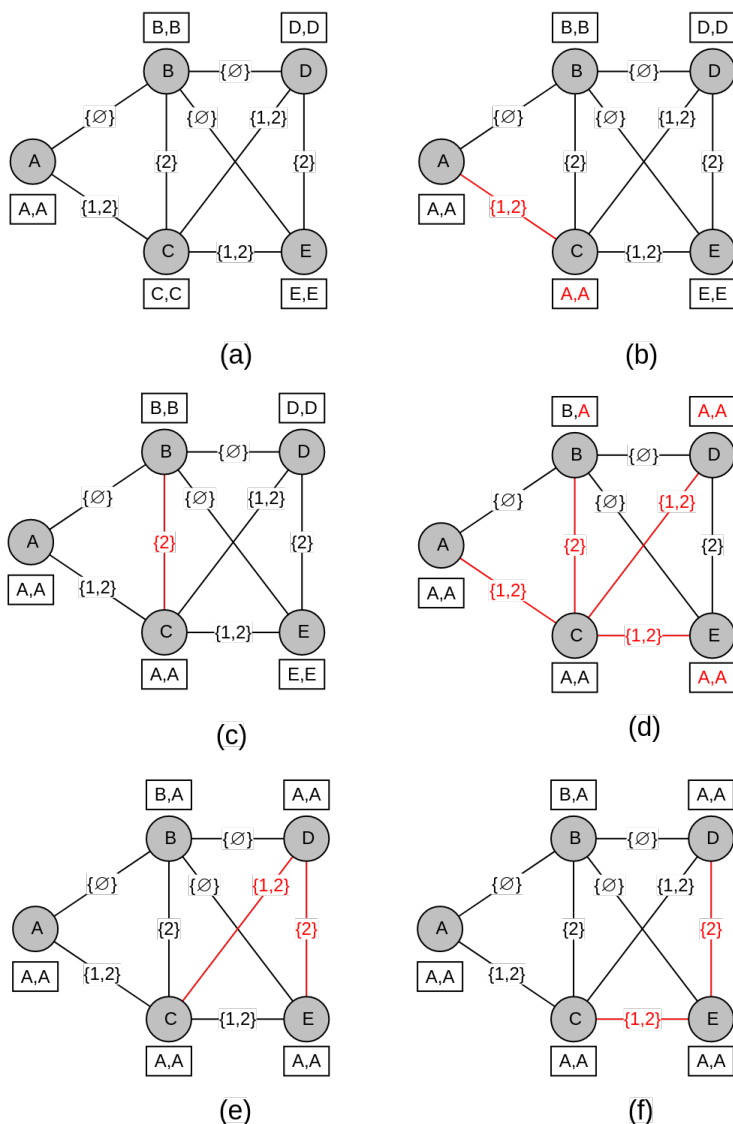 B,B D,D
B {∅} D
{∅} {∅} {1,2}
A {2} {2}
A,A {1,2}
C {1,2} E
C,C E,E
(a)
B,B D,D
B {∅} D
{∅} {∅} {1,2}
A {2} {2}
A,A {1,2}
C {1,2} E
A,A E,E
(b)
B,B D,D
B {∅} D
{∅} {∅} {1,2}
A {2} {2}
A,A {1,2}
C {1,2} E
A,A E,E
(c)
B,A A,A
B {∅} D
{∅} {∅} {1,2}
A {2} {2}
A,A {1,2}
C {1,2} E
A,A A,A
(d)
B,A A,A
B {∅} D
{∅} {∅} {1,2}
A {2} {2}
A,A {1,2}
C {1,2} E
A,A A,A
(e)
B,A A,A
B {∅} D
{∅} {∅} {1,2}
A {2} {2}
A,A {1,2}
C {1,2} E
A,A A,A
(f)